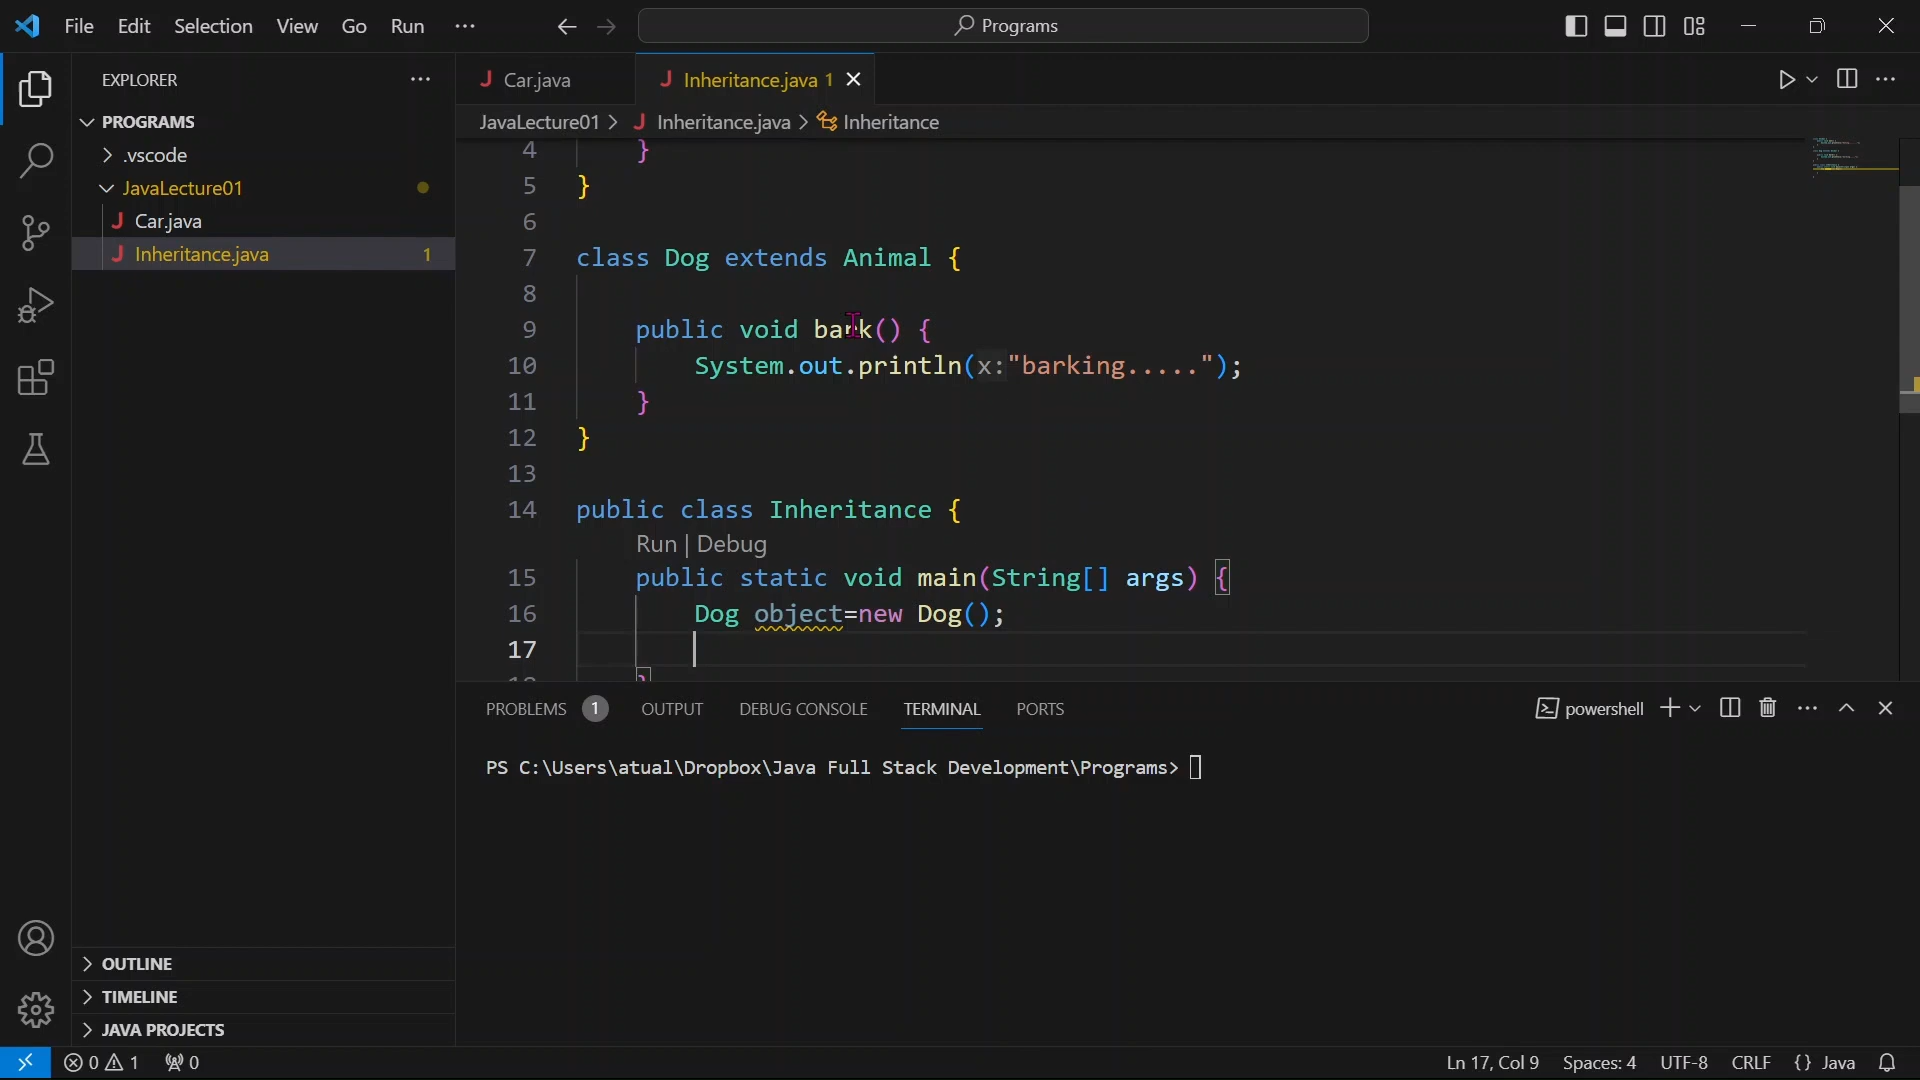 File Edit Selection View Go Run ··· Programs
EXPLORER ···
PROGRAMS
.vscode
JavaLecture01
Car.java
Inheritance.java 1
OUTLINE
TIMELINE
JAVA PROJECTS
Car.java Inheritance.java 1
JavaLecture01 > Inheritance.java > Inheritance
4 }
5 }
6
7 class Dog extends Animal {
8
9 public void bark() {
10 System.out.println(x:"barking.....");
11 }
12 }
13
14 public class Inheritance {
Run | Debug
15 public static void main(String[] args) {
16 Dog object=new Dog();
17
PROBLEMS 1 OUTPUT DEBUG CONSOLE TERMINAL PORTS powershell
PS C:\Users\atual\Dropbox\Java Full Stack Development\Programs>
0 1 0 Ln 17, Col 9 Spaces: 4 UTF-8 CRLF {} Java